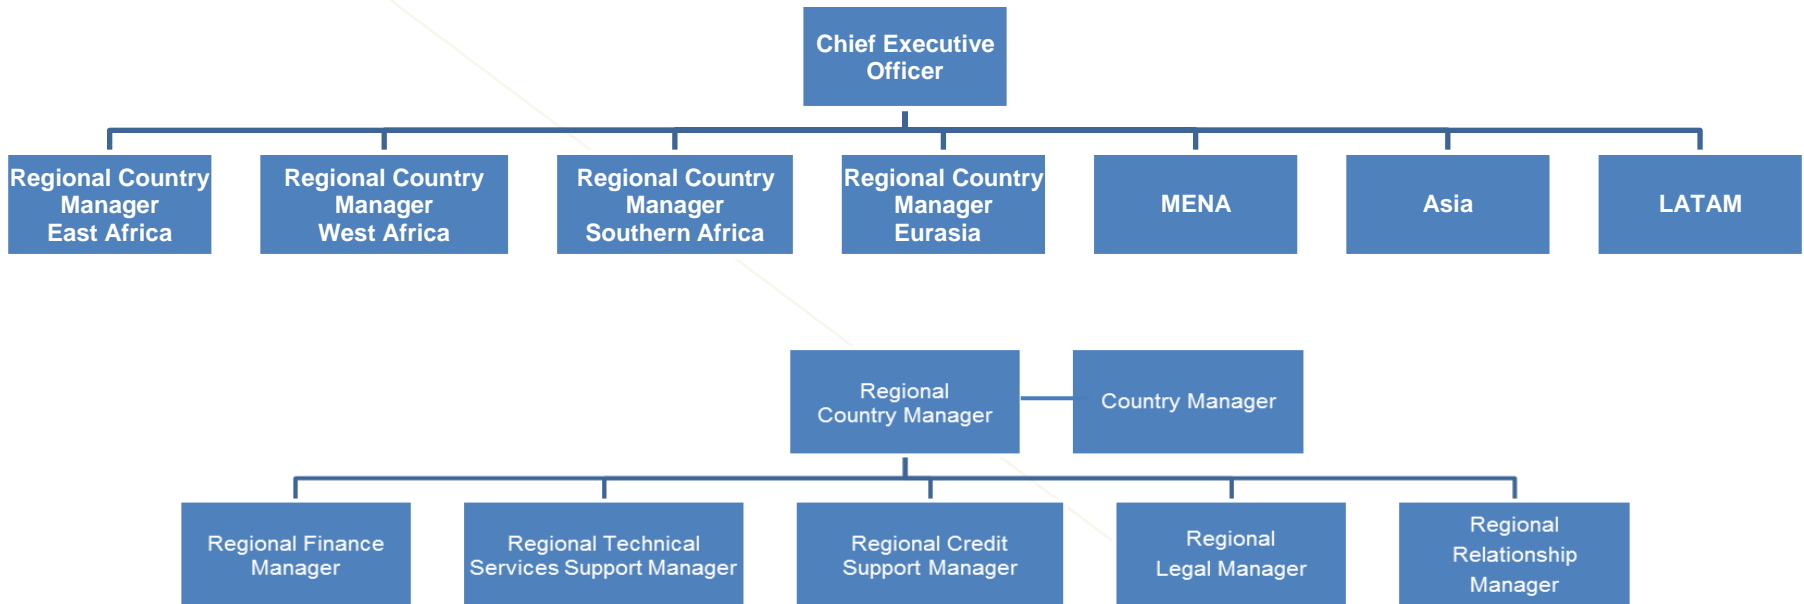 Chief Executive
Officer
Regional Country
Manager
East Africa
Regional Country
Manager
West Africa
Regional Country
Manager
Southern Africa
Regional Country
Manager
Eurasia
MENA
Asia
LATAM
Regional
Country Manager
Country Manager
Regional Finance
Manager
Regional Technical
Services Support Manager
Regional Credit
Support Manager
Regional
Legal Manager
Regional
Relationship
Manager